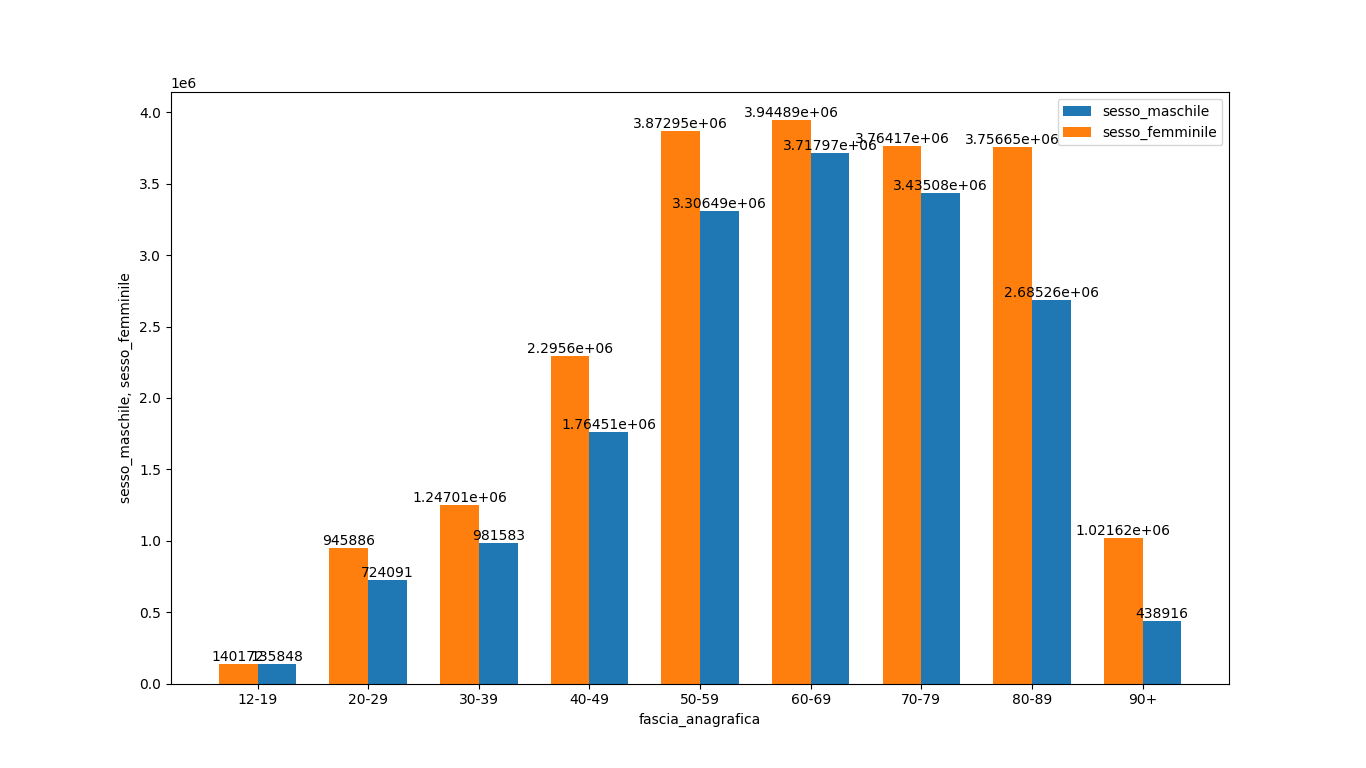 1e6
sesso_maschile
sesso_femminile
4.0
3.5
3.0
2.5
2.0
1.5
1.0
0.5
0.0
sesso_maschile, sesso_femminile
140172
135848
945886
724091
1.24701e+06
981583
2.2956e+06
1.76451e+06
3.87295e+06
3.30649e+06
3.94489e+06
3.71797e+06
3.76417e+06
3.43508e+06
3.75665e+06
2.68526e+06
1.02162e+06
438916
12-19
20-29
30-39
40-49
50-59
60-69
70-79
80-89
90+
fascia_anagrafica